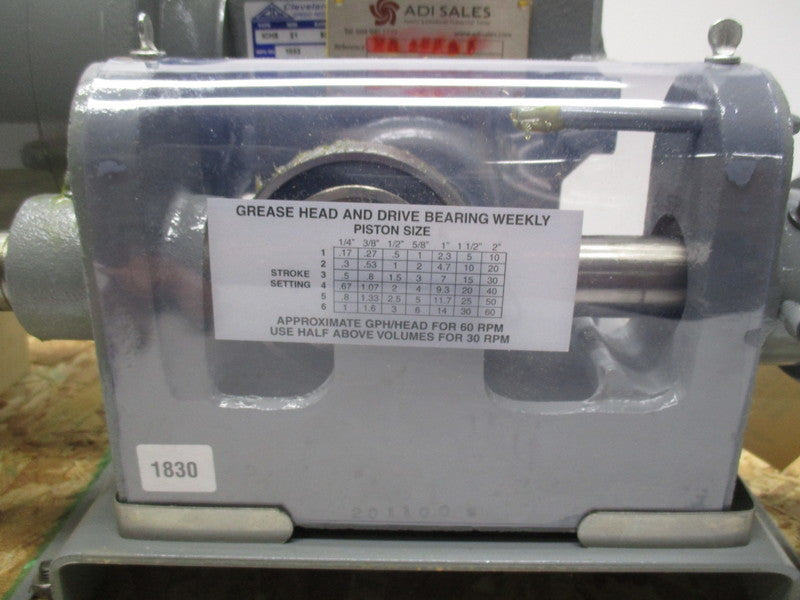 Cleveland
ADI SALES
www.adisales.com
GREASE HEAD AND DRIVE BEARING WEEKLY
PISTON SIZE
1/4" 3/8" 1/2" 5/8" 1" 1 1/2" 2"
1 .17 .27 .5 1 2.3 5 10
2 .3 .53 1 2 4.7 10 20
STROKE 3 .5 .8 1.5 3 7 15 30
SETTING 4 .67 1.07 2 4 9.3 20 40
5 .8 1.33 2.5 5 11.7 25 50
6 1 1.6 3 6 14 30 60
APPROXIMATE GPH/HEAD FOR 60 RPM
USE HALF ABOVE VOLUMES FOR 30 RPM
1830